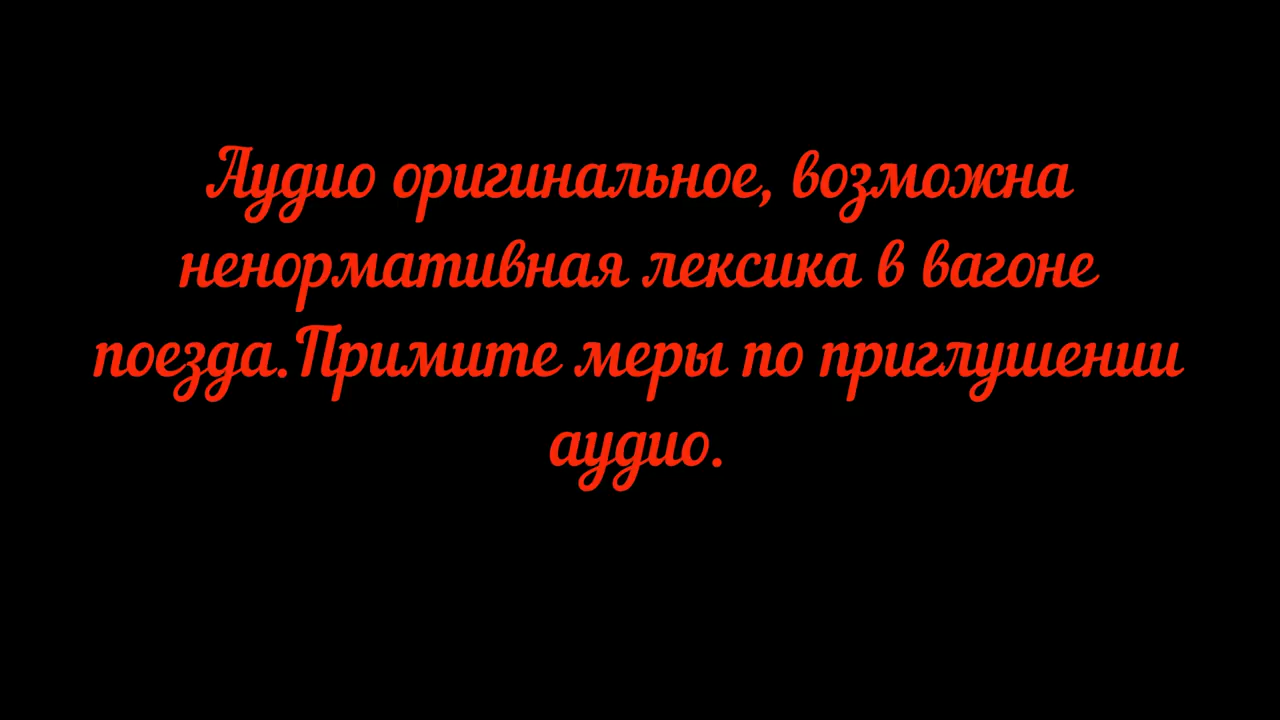 Аудио оригинальное, возможна
ненормативная лексика в вагоне
поезда.Примите меры по приглушении
аудио.